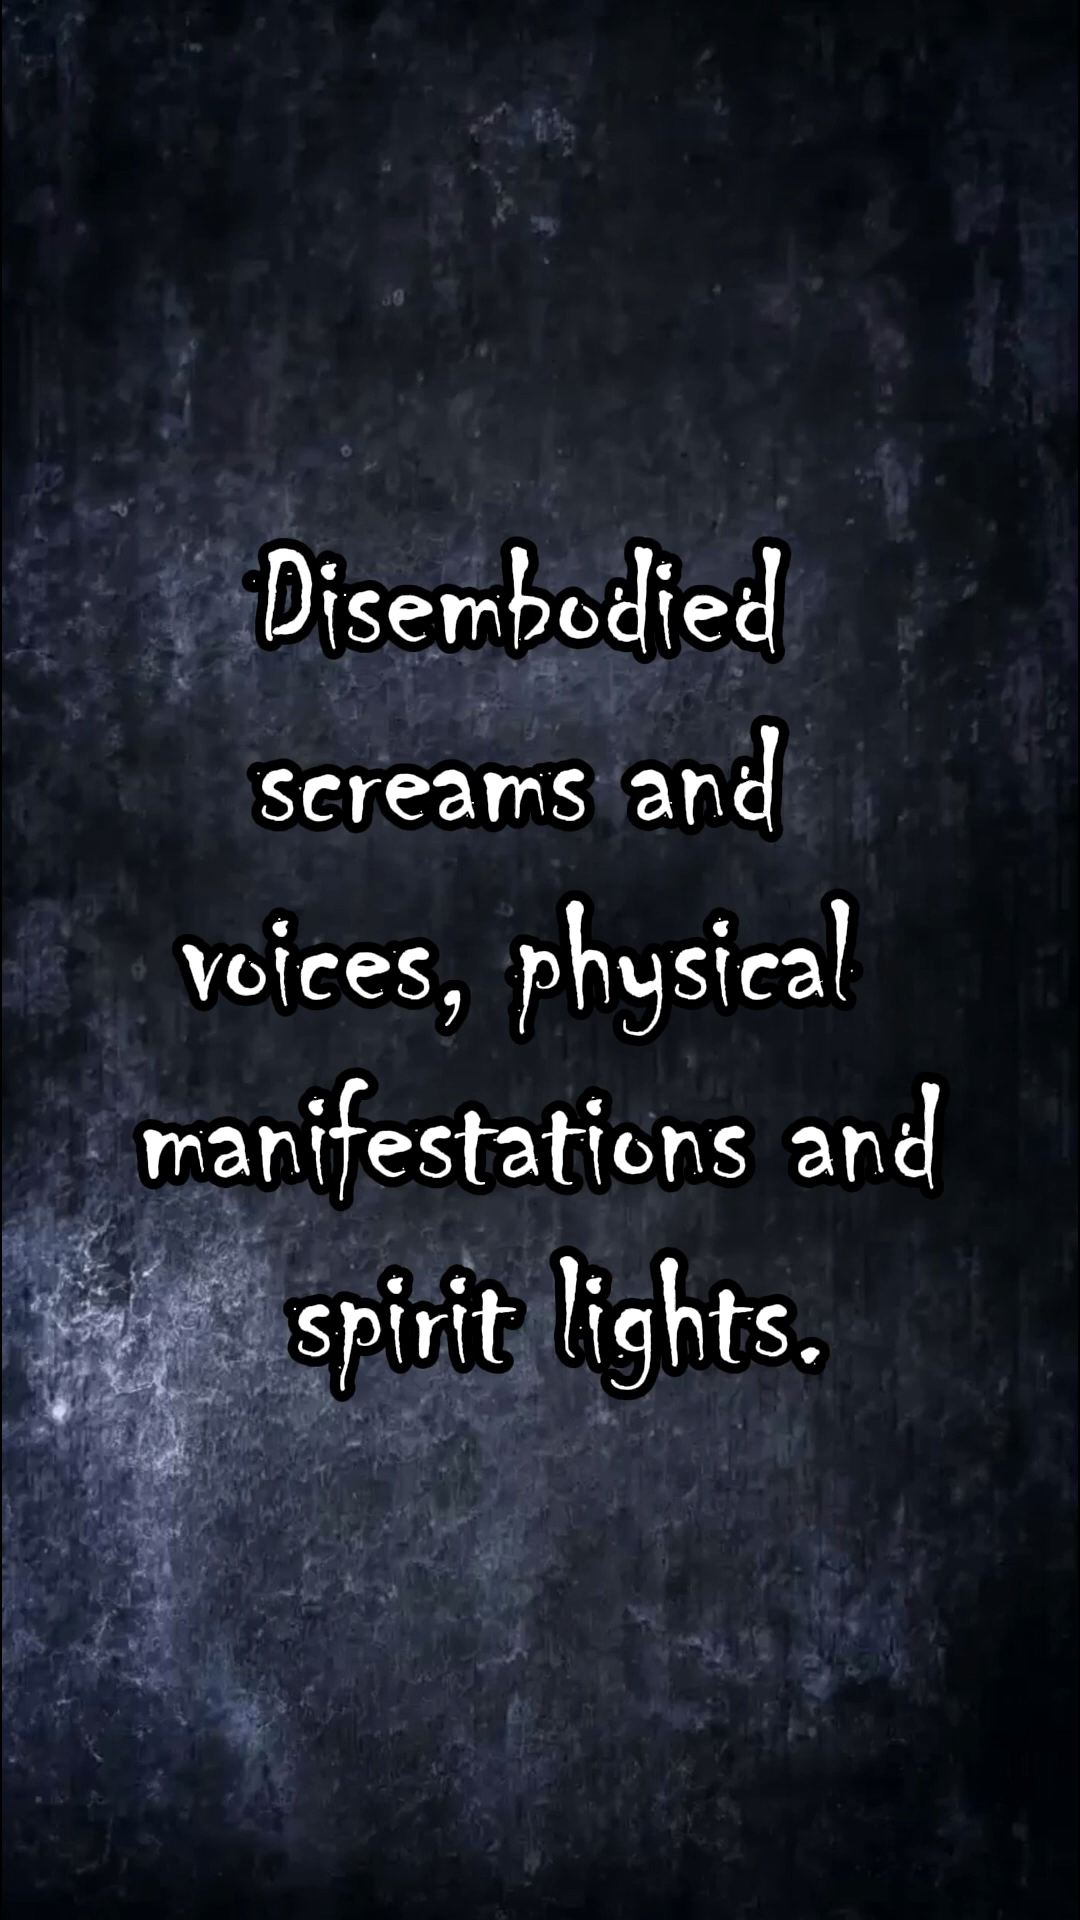 Disembodied
screams and
voices, physical
manifestations and
spirit lights.